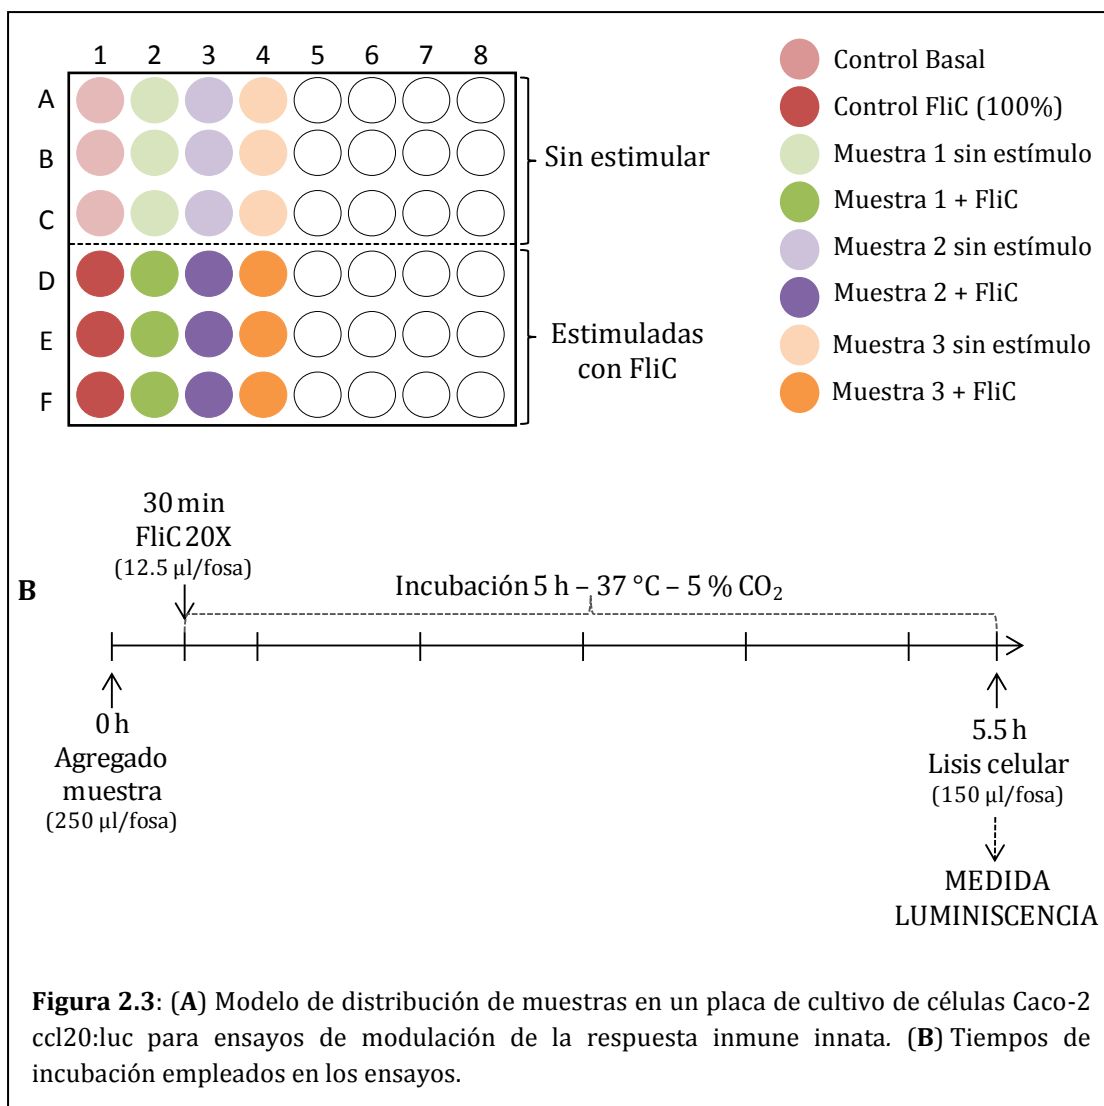 1 2 3 4 5 6 7 8
A
B
C
D
E
F
Sin estimular
Estimuladas
con FliC
Control Basal
Control FliC (100%)
Muestra 1 sin estímulo
Muestra 1 + FliC
Muestra 2 sin estímulo
Muestra 2 + FliC
Muestra 3 sin estímulo
Muestra 3 + FliC
B
30 min
FliC 20X
(12.5 µl/fosa)
Incubación 5 h – 37 °C – 5 % CO₂
0 h
Agregado
muestra
(250 µl/fosa)
5.5 h
Lisis celular
(150 µl/fosa)
MEDIDA
LUMINISCENCIA
Figura 2.3: (A) Modelo de distribución de muestras en un placa de cultivo de células Caco-2
ccl20:luc para ensayos de modulación de la respuesta inmune innata. (B) Tiempos de
incubación empleados en los ensayos.